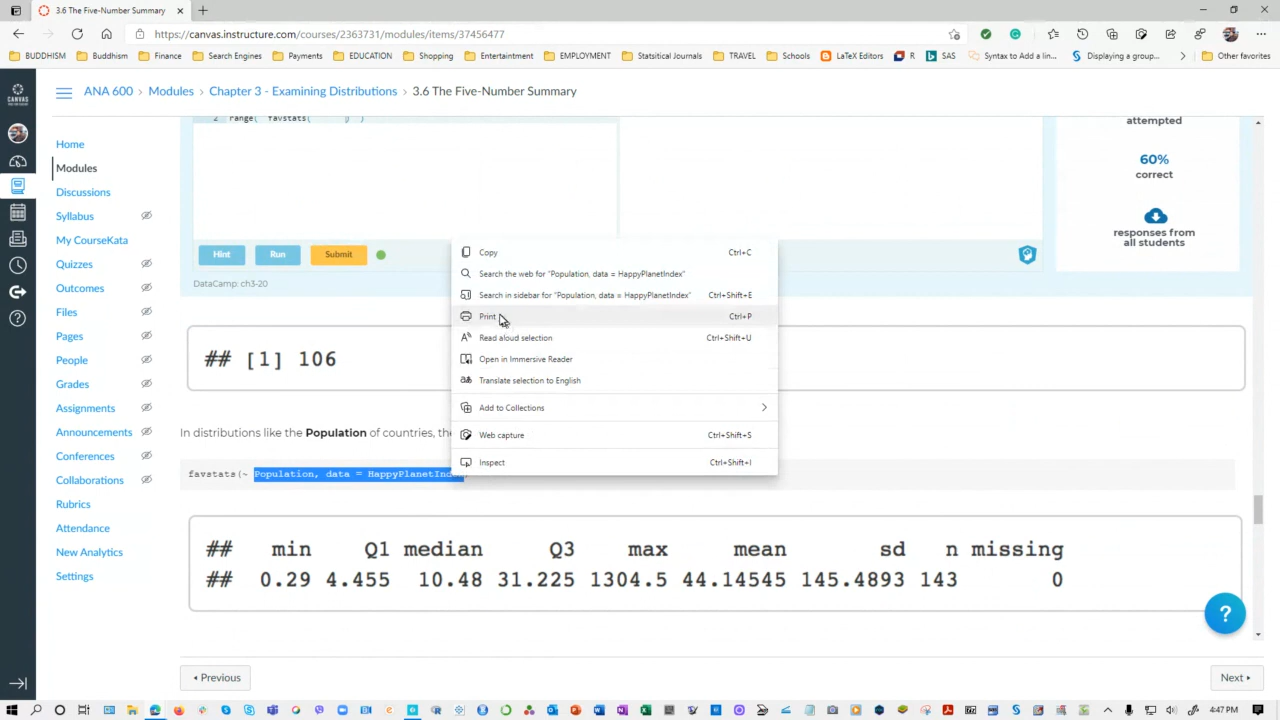 3.6 The Five-Number Summary
https://canvas.instructure.com/courses/2363731/modules/items/37456477
BUDDHISM Buddhism Finance Search Engines Payments EDUCATION Shopping Entertainment EMPLOYMENT Statsitical Journals TRAVEL Schools LaTeX Editors R SAS Syntax to Add a lin... Displaying a group... Other favorites
CANVAS
ANA 600 › Modules › Chapter 3 - Examining Distributions › 3.6 The Five-Number Summary
Home
Modules
Discussions
Syllabus
My CourseKata
Quizzes
Outcomes
Files
Pages
People
Grades
Assignments
Announcements
Conferences
Collaborations
Rubrics
Attendance
New Analytics
Settings
2 range( favstats( ) )
attempted
60%
correct
responses from
all students
Hint Run Submit
DataCamp: ch3-20
Copy Ctrl+C
Search the web for "Population, data = HappyPlanetIndex"
Search in sidebar for "Population, data = HappyPlanetIndex" Ctrl+Shift+E
Print Ctrl+P
Read aloud selection Ctrl+Shift+U
Open in Immersive Reader
Translate selection to English
Add to Collections
Web capture Ctrl+Shift+S
Inspect Ctrl+Shift+I
## [1] 106
In distributions like the Population of countries, the
favstats(~ Population, data = HappyPlanetInd
## min Q1 median Q3 max mean sd n missing
## 0.29 4.455 10.48 31.225 1304.5 44.14545 145.4893 143 0
?
◂ Previous
Next ▸
4:47 PM